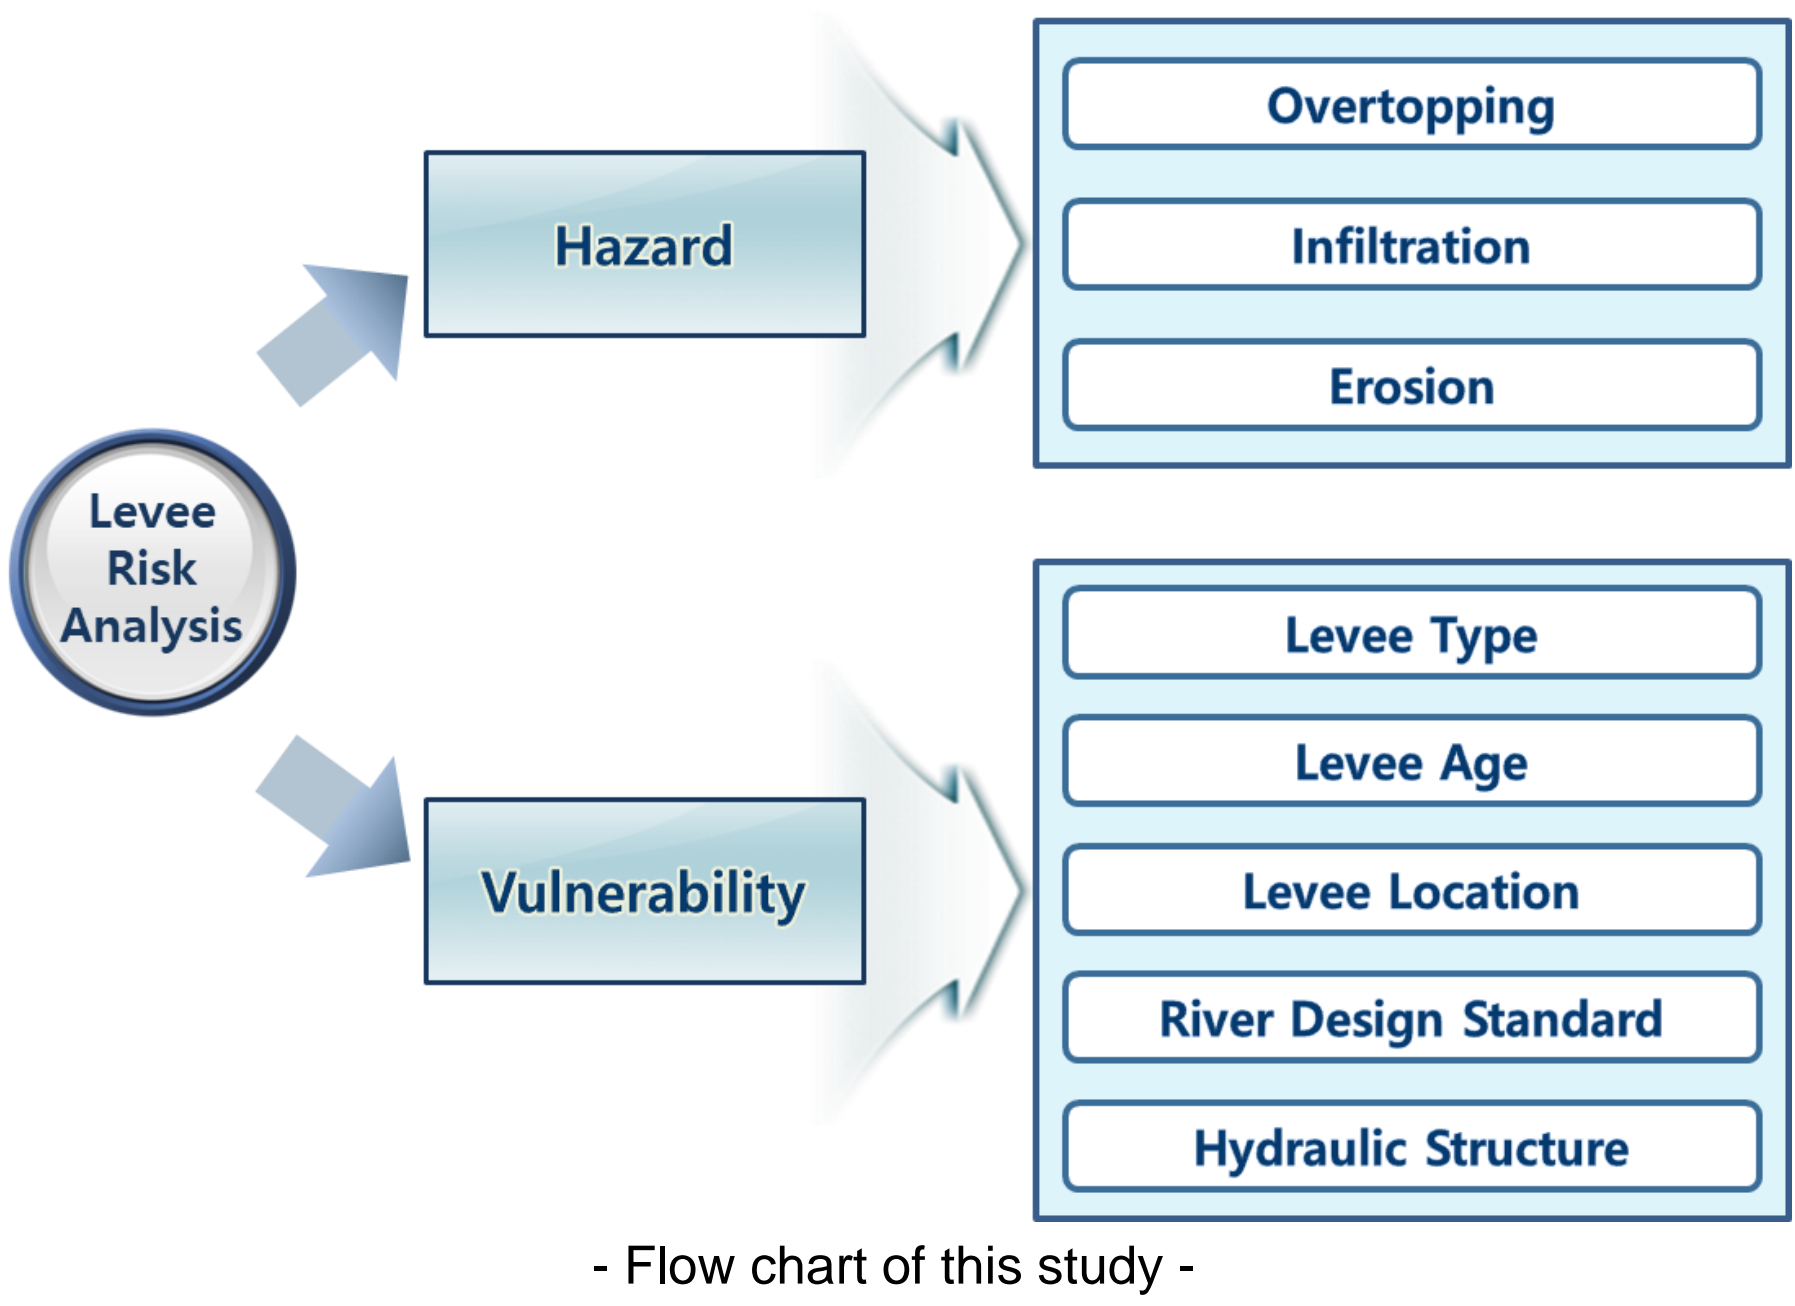 Levee
Risk
Analysis
Hazard
Overtopping
Infiltration
Erosion
Vulnerability
Levee Type
Levee Age
Levee Location
River Design Standard
Hydraulic Structure
- Flow chart of this study -